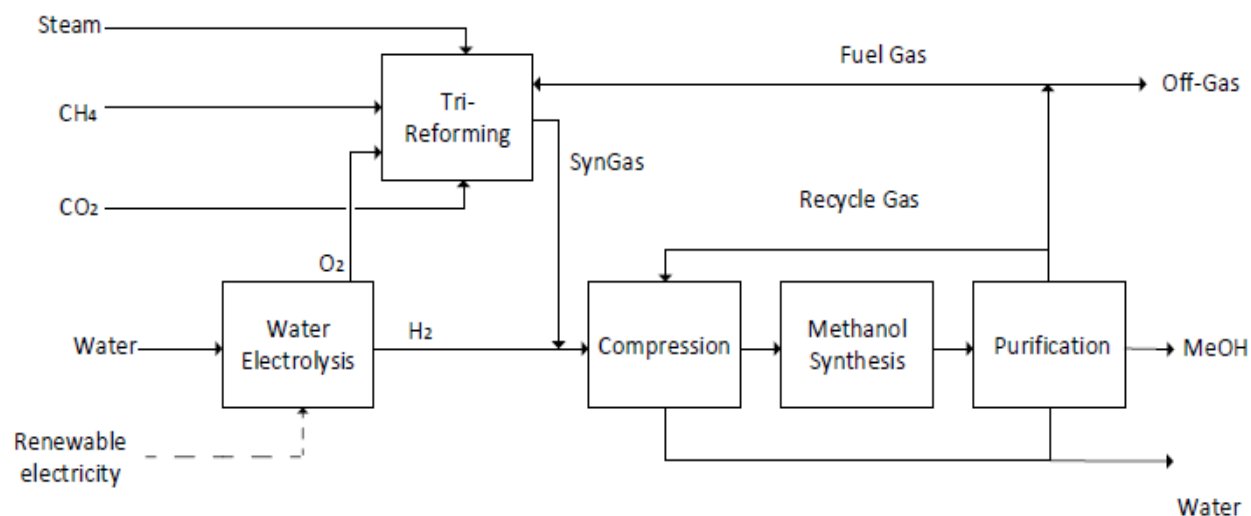 Steam
Fuel Gas
Off-Gas
Tri-
Reforming
CH₄
SynGas
CO₂
Recycle Gas
O₂
Water
Water
Electrolysis
H₂
Compression
Methanol
Synthesis
Purification
MeOH
Renewable
electricity
Water